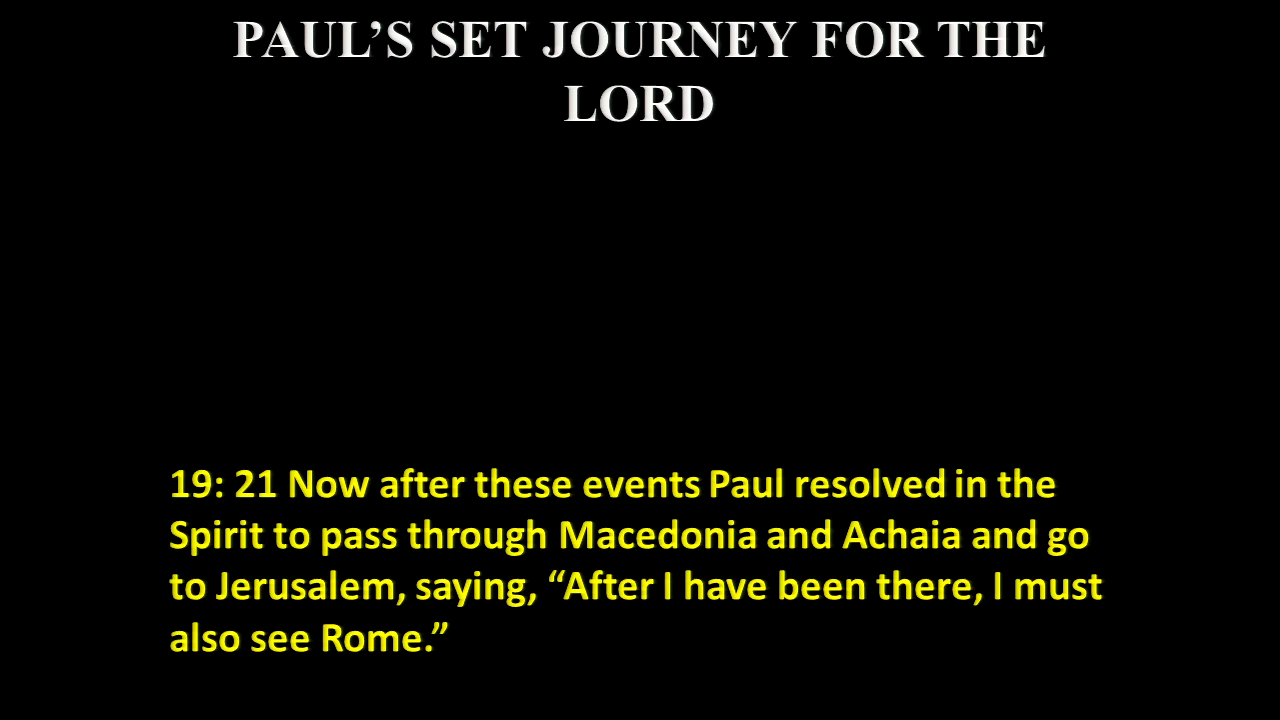 PAUL’S SET JOURNEY FOR THE
LORD
19: 21 Now after these events Paul resolved in the
Spirit to pass through Macedonia and Achaia and go
to Jerusalem, saying, “After I have been there, I must
also see Rome.”